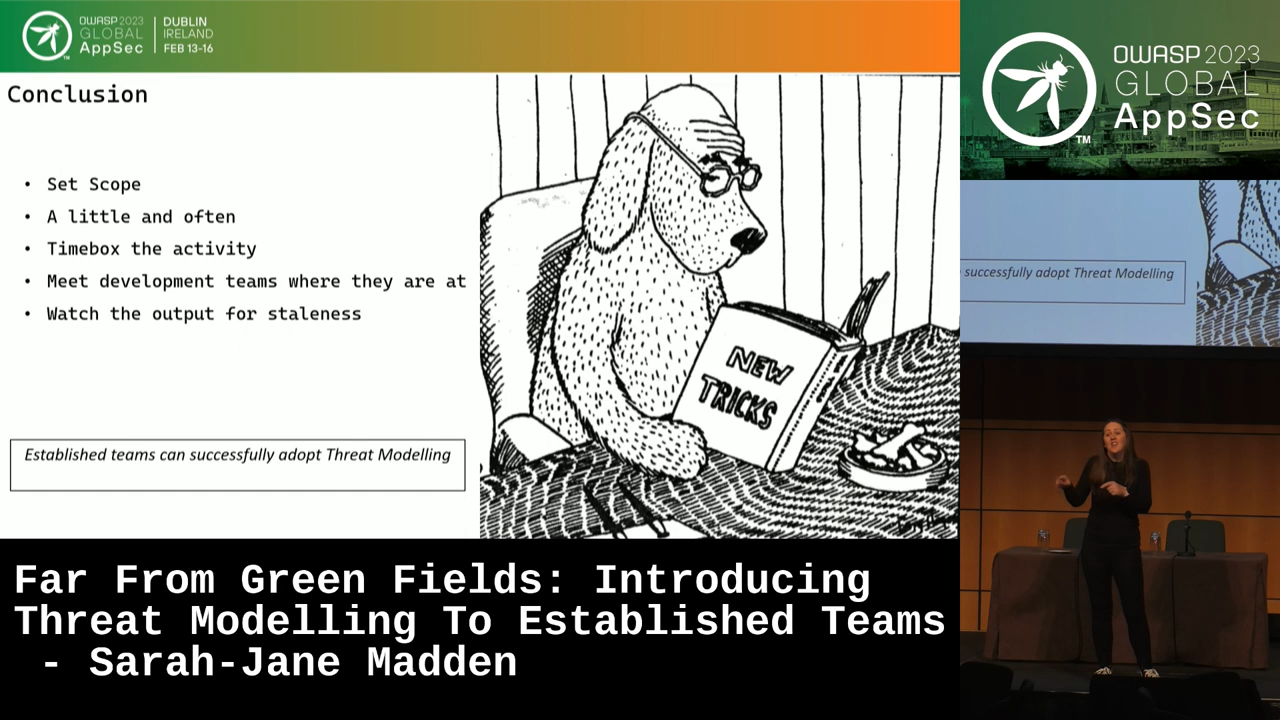 OWASP 2023
GLOBAL
AppSec
DUBLIN
IRELAND
FEB 13-16
TM
Conclusion
• Set Scope
• A little and often
• Timebox the activity
• Meet development teams where they are at
• Watch the output for staleness
Established teams can successfully adopt Threat Modelling
NEW
TRICKS
OWASP 2023
GLOBAL
AppSec
TM
successfully adopt Threat Modelling
Far From Green Fields: Introducing
Threat Modelling To Established Teams
- Sarah-Jane Madden